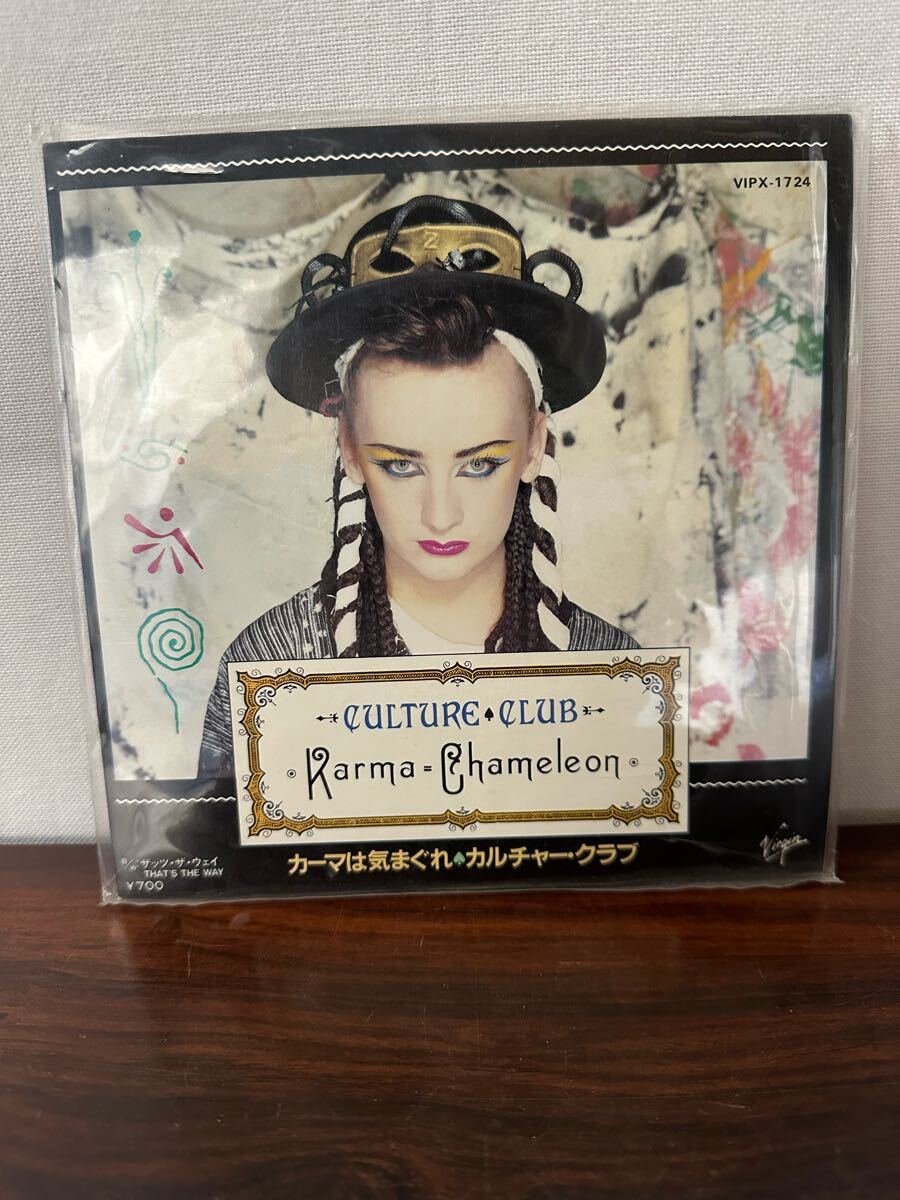 VIPX-1724
Z
CULTURE♠CLUB
Karma=Chameleon
カーマは気まぐれ♠カルチャー・クラブ
Virgin
B/W ザッツ・ザ・ウェイ
THAT'S THE WAY
¥700